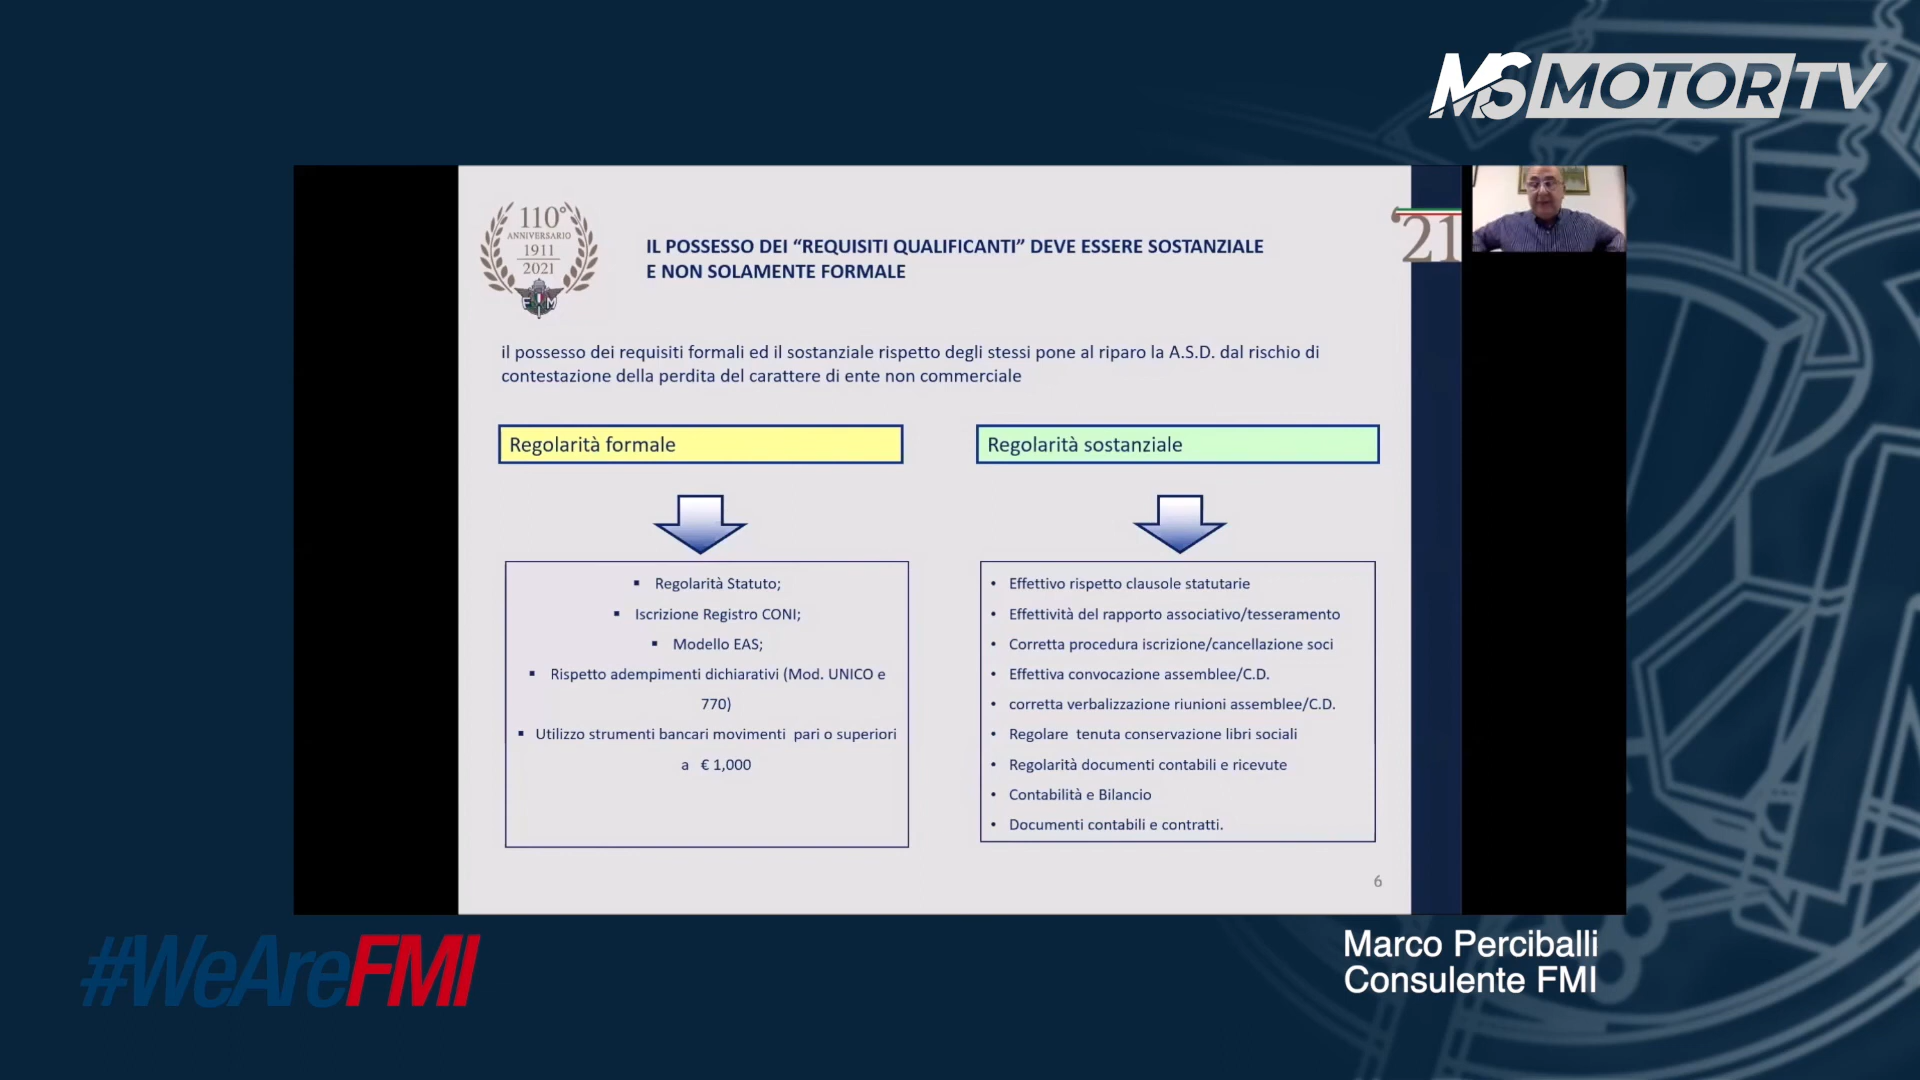 MS MOTOR TV
110°
ANNIVERSARIO
1911
2021
FMI
IL POSSESSO DEI “REQUISITI QUALIFICANTI” DEVE ESSERE SOSTANZIALE
E NON SOLAMENTE FORMALE
‘21
il possesso dei requisiti formali ed il sostanziale rispetto degli stessi pone al riparo la A.S.D. dal rischio di
contestazione della perdita del carattere di ente non commerciale
Regolarità formale
▪ Regolarità Statuto;
▪ Iscrizione Registro CONI;
▪ Modello EAS;
▪ Rispetto adempimenti dichiarativi (Mod. UNICO e
770)
▪ Utilizzo strumenti bancari movimenti  pari o superiori
a  € 1,000
Regolarità sostanziale
• Effettivo rispetto clausole statutarie
• Effettività del rapporto associativo/tesseramento
• Corretta procedura iscrizione/cancellazione soci
• Effettiva convocazione assemblee/C.D.
• corretta verbalizzazione riunioni assemblee/C.D.
• Regolare  tenuta conservazione libri sociali
• Regolarità documenti contabili e ricevute
• Contabilità e Bilancio
• Documenti contabili e contratti.
6
#WeAreFMI
Marco Perciballi
Consulente FMI